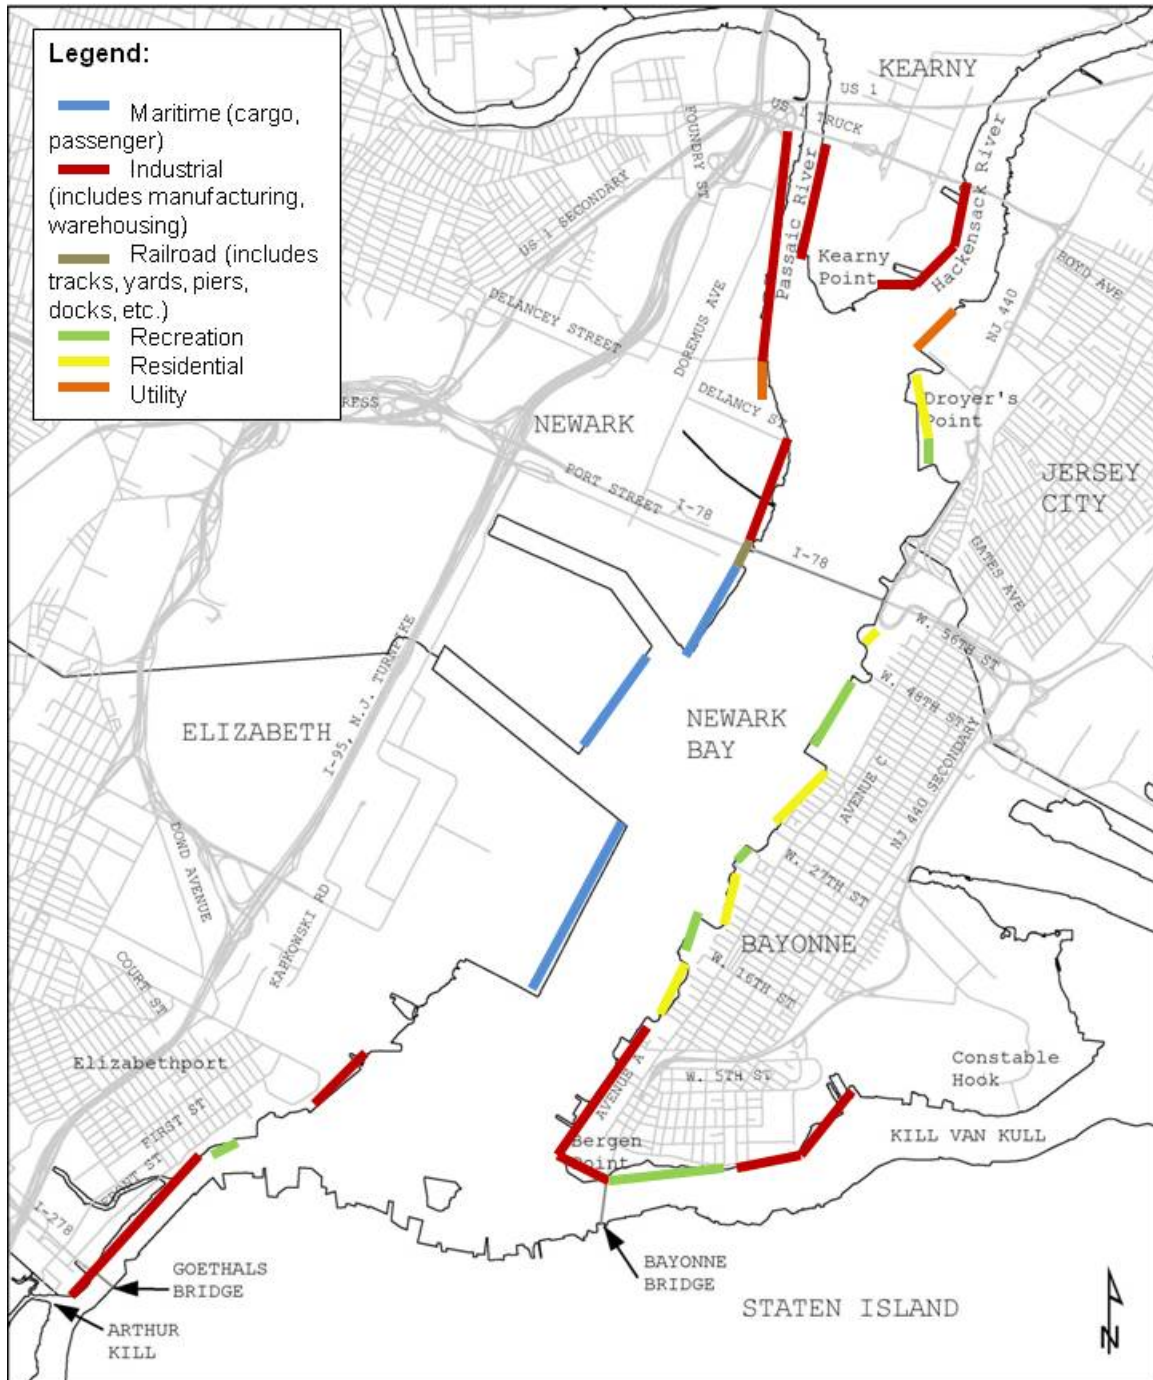 Legend:
Maritime (cargo,
passenger)
Industrial
(includes manufacturing,
warehousing)
Railroad (includes
tracks, yards, piers,
docks, etc.)
Recreation
Residential
Utility
KEARNY
US 1
US 1 TRUCK
FOUNDRY ST
US 1 SECONDARY
Passaic River
Hackensack River
Kearny
Point
BOYD AVE
NJ 440
DELANCEY STREET
DOREMUS AVE
RESS
DELANCY ST
Droyer's
Point
NEWARK
JERSEY
CITY
PORT STREET
I-78
I-78
GATES AVE
W. 56TH ST
W. 48TH ST
I-95, N.J. TURNPIKE
ELIZABETH
NEWARK
BAY
AVENUE C
NJ 440 SECONDARY
DOWD AVENUE
W. 27TH ST
KAPKOWSKI RD
BAYONNE
COURT ST
W. 16TH ST
Elizabethport
W. 5TH ST
Constable
Hook
AVENUE A
FIRST ST
Bergen
Point
KILL VAN KULL
FRONT ST
I-278
GOETHALS
BRIDGE
BAYONNE
BRIDGE
STATEN ISLAND
ARTHUR
KILL
N